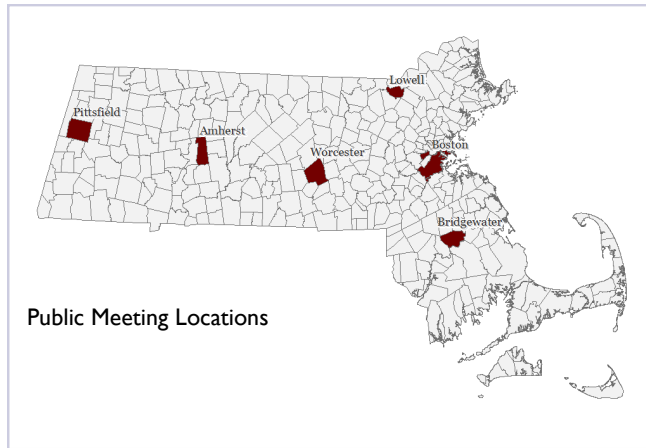 Lowell
Pittsfield
Amherst
Boston
Worcester
Bridgewater
Public Meeting Locations